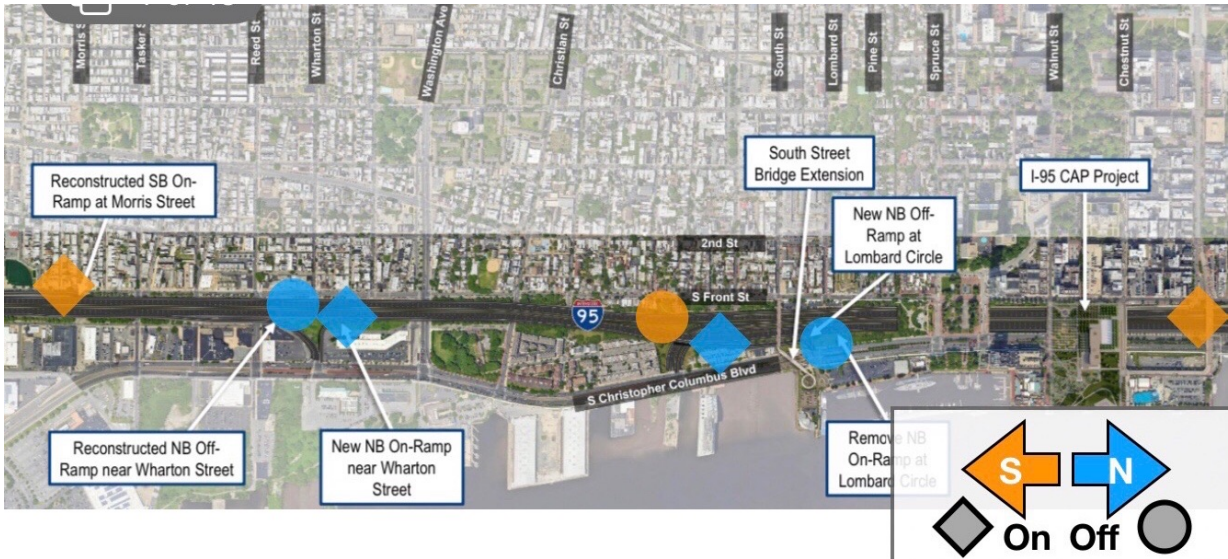 Morris S
Tasker S
Reed St
Wharton St
Washington Ave
Christian St
South St
Lombard St
Pine St
Spruce St
Walnut St
Chestnut St
Reconstructed SB On-
Ramp at Morris Street
South Street
Bridge Extension
I-95 CAP Project
New NB Off-
Ramp at
Lombard Circle
2nd St
S Front St
95
S Christopher Columbus Blvd
Reconstructed NB Off-
Ramp near Wharton Street
New NB On-Ramp
near Wharton
Street
Remove NB
On-Ramp at
Lombard Circle
S N
On Off